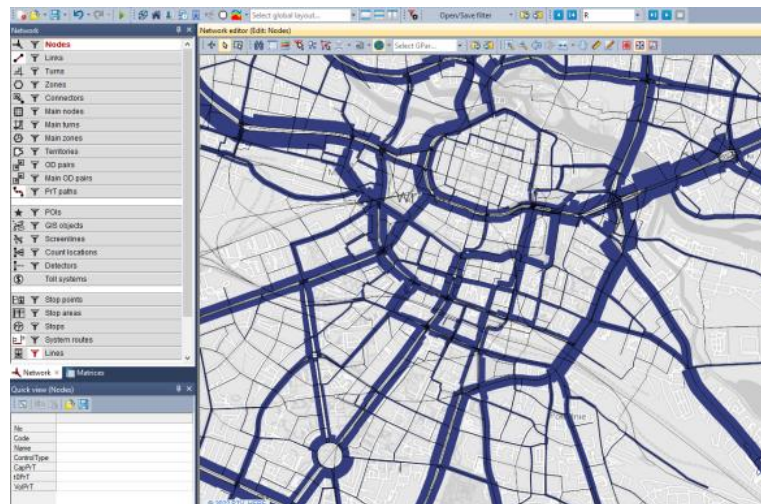 Select global layout...
Open/Save filter
R
Network
Network editor (Edit: Nodes)
Nodes
Select GPar...
Links
Turns
Zones
Connectors
Main nodes
Main turns
Main zones
Territories
OD pairs
Main OD pairs
PrT paths
POIs
GIS objects
Screenlines
Count locations
Detectors
Toll systems
Stop points
Stop areas
Stops
System routes
Lines
Network
Matrices
Quick view (Nodes)
No
Code
Name
ControlType
CapPrT
t0PrT
VolPrT